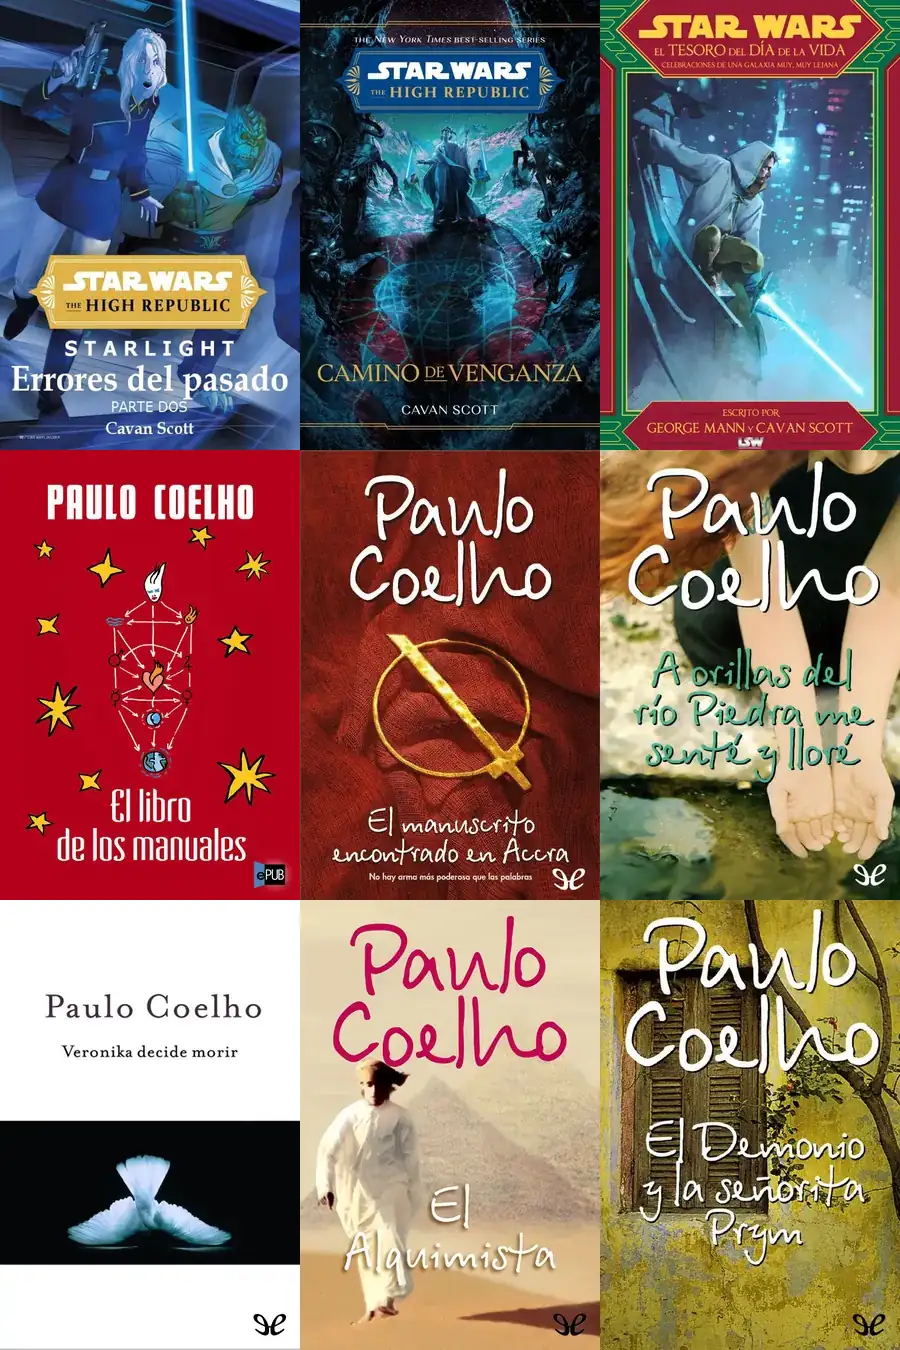 STAR WARS
THE HIGH REPUBLIC
STARLIGHT
Errores del pasado
PARTE DOS
Cavan Scott
THE NEW YORK TIMES BEST-SELLING SERIES
STAR WARS
THE HIGH REPUBLIC
CAMINO DE VENGANZA
CAVAN SCOTT
STAR WARS
EL TESORO DEL DÍA DE LA VIDA
CELEBRACIONES DE UNA GALAXIA MUY, MUY LEJANA
ESCRITO POR
GEORGE MANN Y CAVAN SCOTT
LSW
PAULO COELHO
El libro
de los manuales
ePUB
Paulo
Coelho
El manuscrito
encontrado en Accra
No hay arma más poderosa que las palabras
Paulo
Coelho
A orillas del
río Piedra me
senté y lloré
Paulo Coelho
Veronika decide morir
Paulo
Coelho
El
Alquimista
Paulo
Coelho
El Demonio
y la señorita
Prym